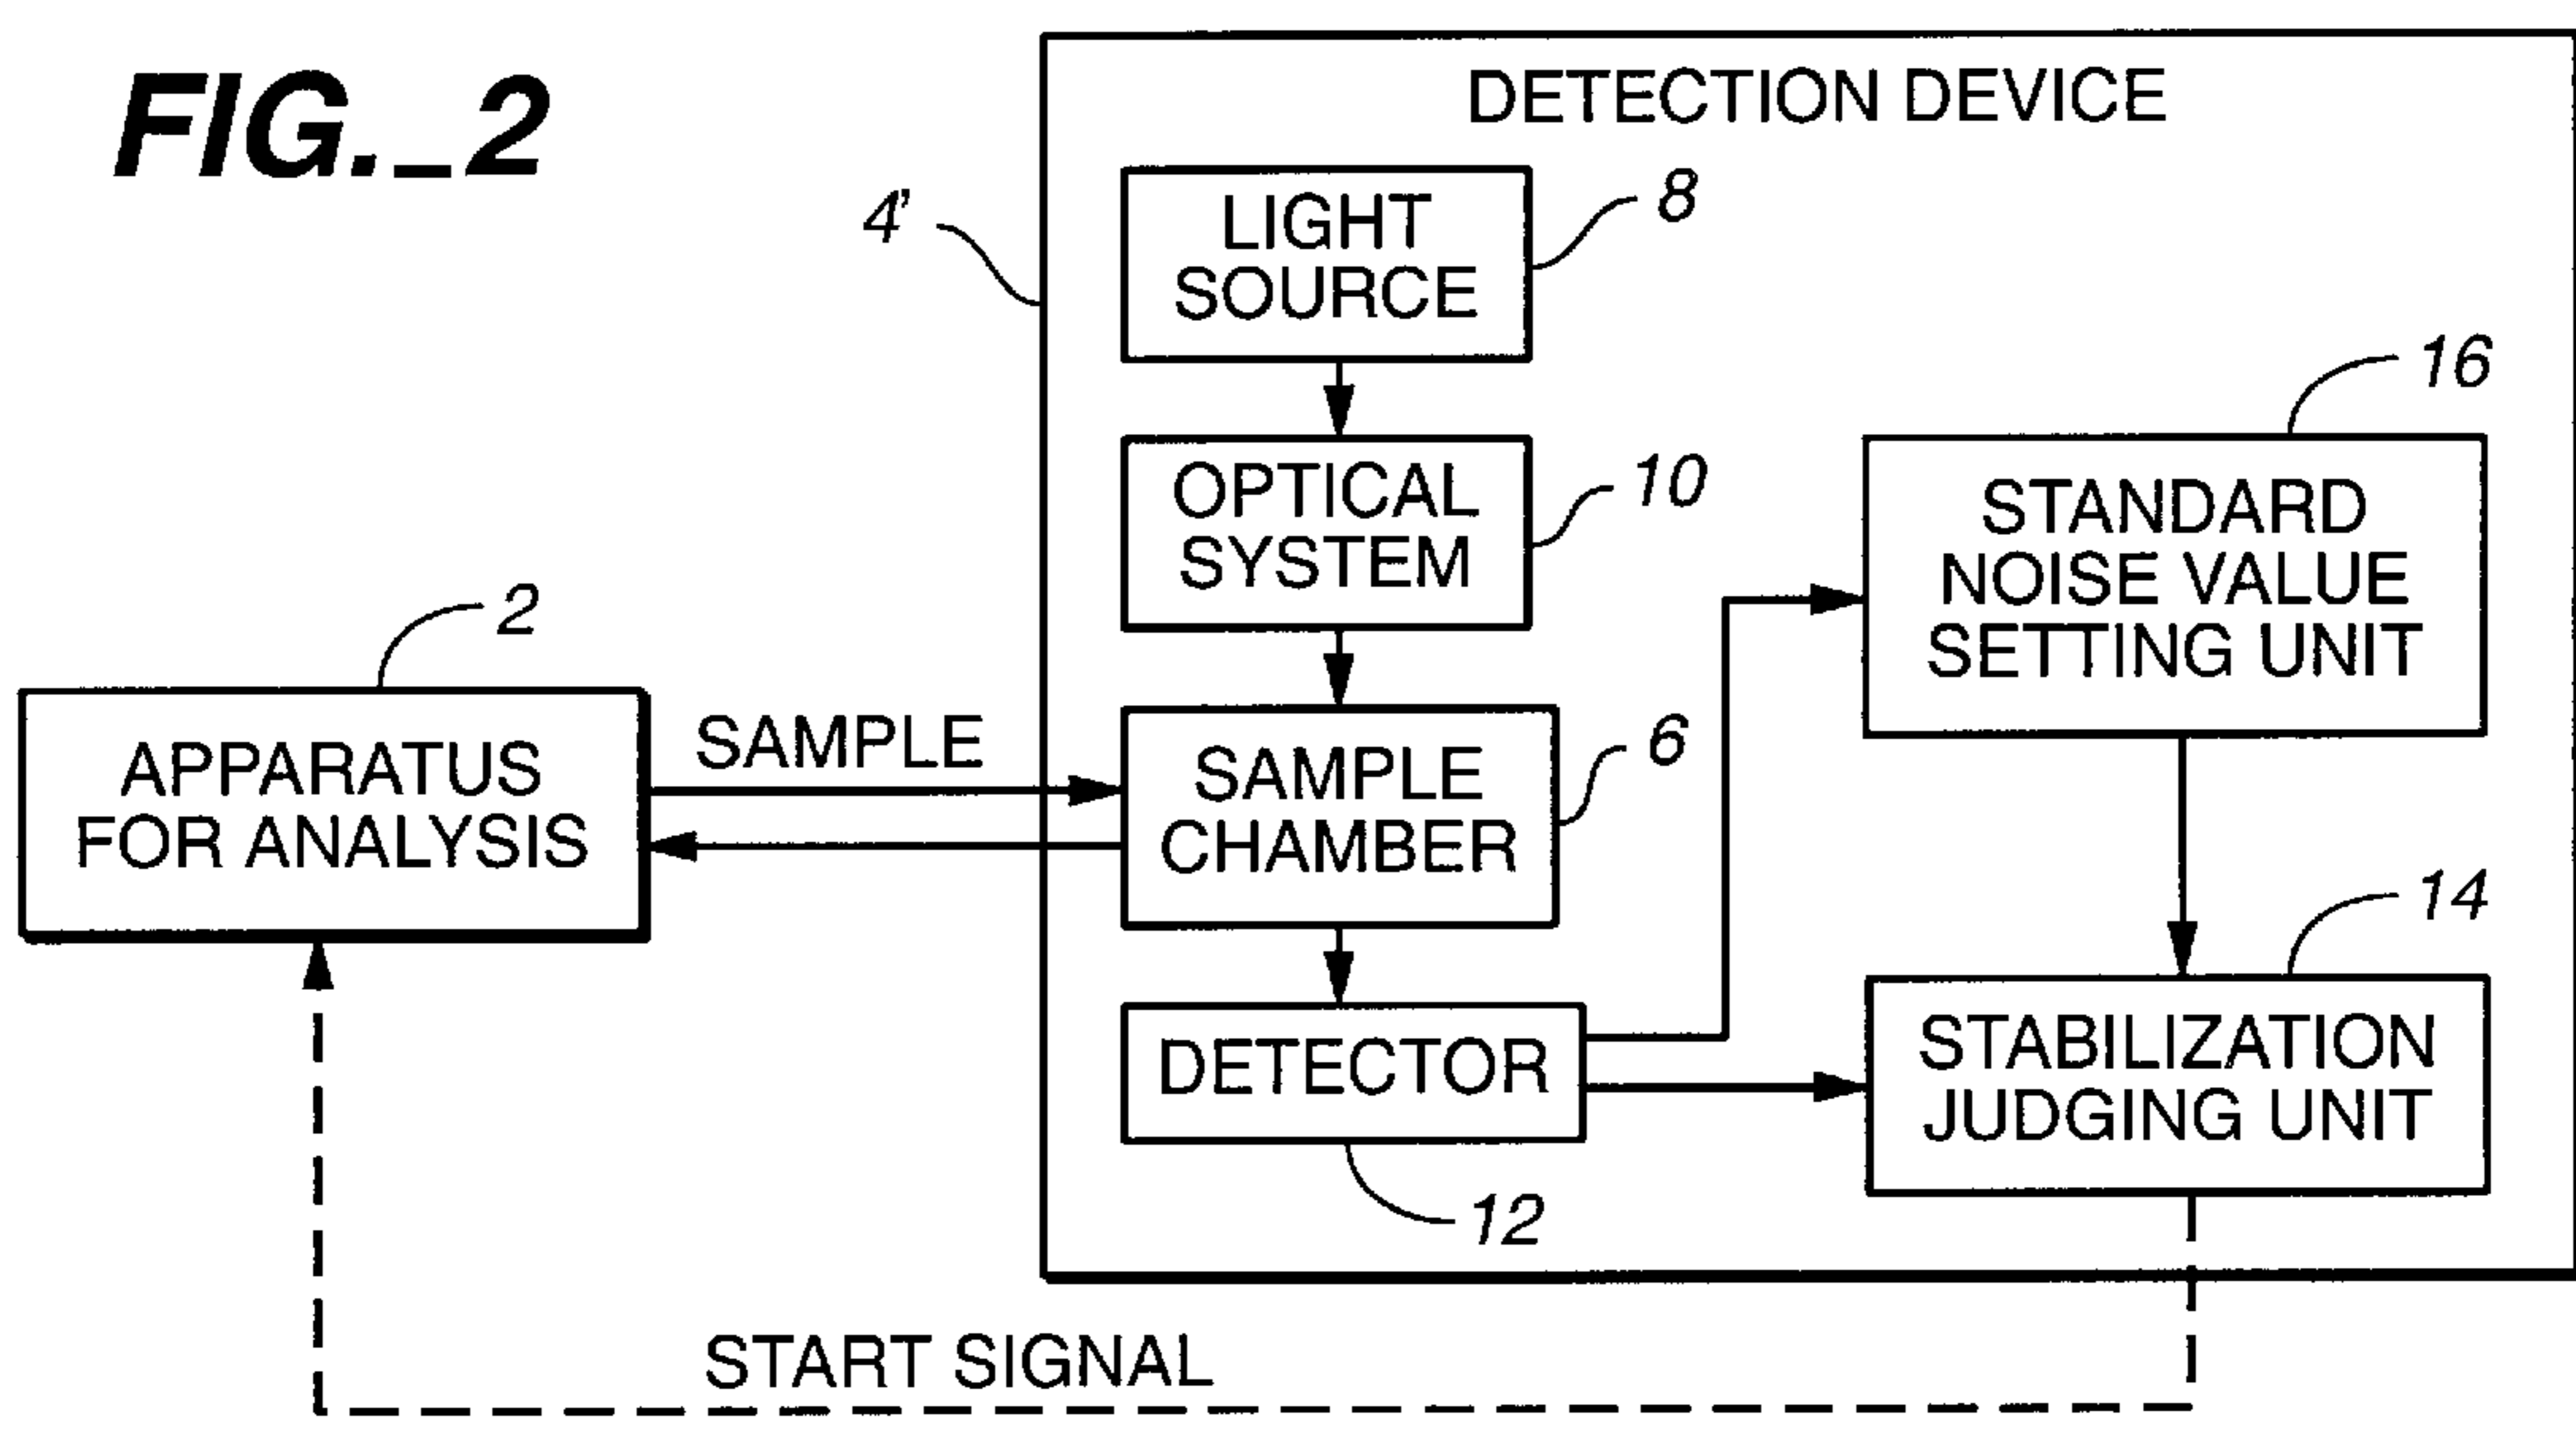 FIG._2
DETECTION DEVICE
4'
LIGHT
SOURCE
8
OPTICAL
SYSTEM
10
16
STANDARD
NOISE VALUE
SETTING UNIT
2
APPARATUS
FOR ANALYSIS
SAMPLE
SAMPLE
CHAMBER
6
14
DETECTOR
STABILIZATION
JUDGING UNIT
12
START SIGNAL